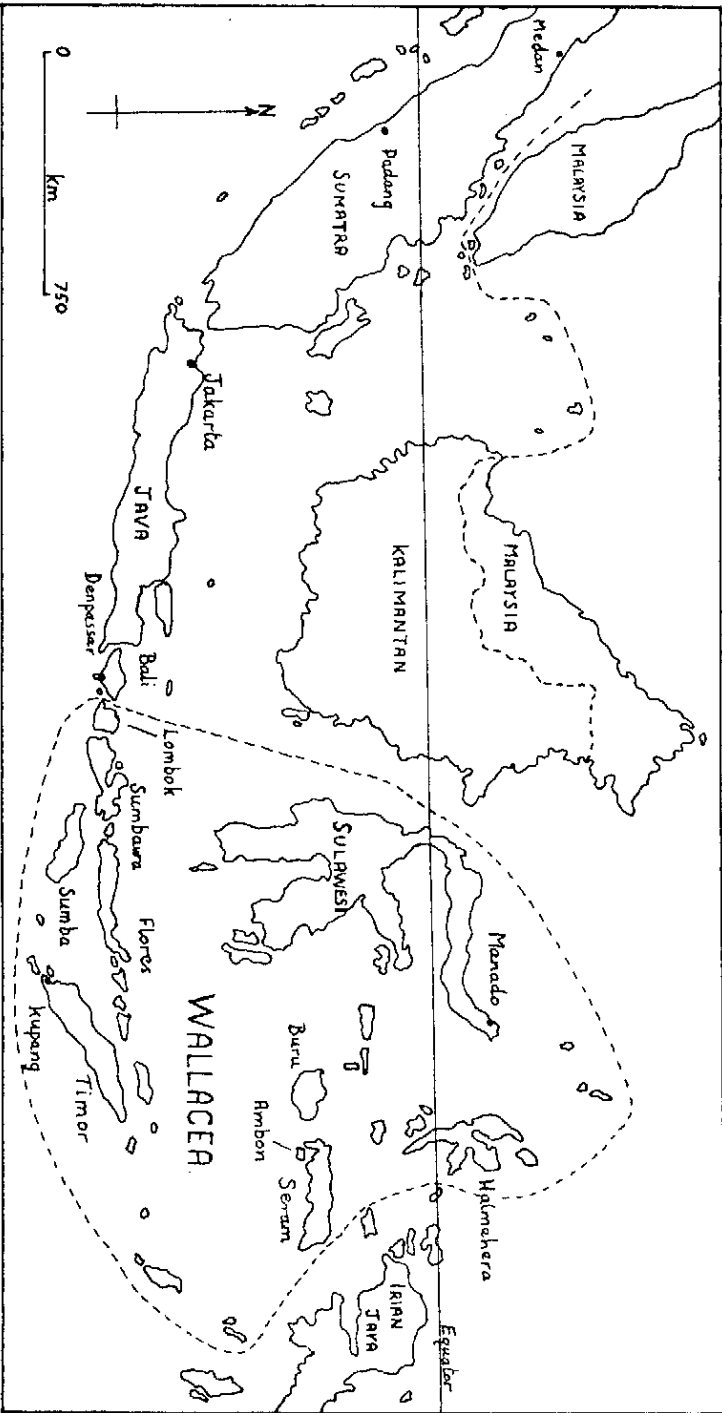 Medan
MALAYSIA
Padang
SUMATRA
N
0
km
750
Jakarta
JAVA
Denpassar
Bali
MALAYSIA
KALIMANTAN
Lombok
Sumbawa
Sumba
Flores
Kupang
Timor
SULAWESI
Manado
WALLACEA
Buru
Ambon
Seram
Halmahera
IRIAN
JAYA
Equator